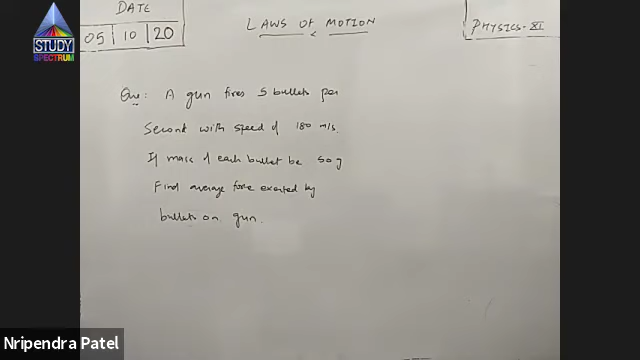 STUDY
SPECTRUM
DATE
05 | 10 | 20
LAWS OF MOTION
PHYSICS-XI
Que: A gun fires 5 bullets per
Second with speed of 180 m/s.
If mass of each bullet be 50 g
Find average force exerted by
bullets on gun.
Nripendra Patel